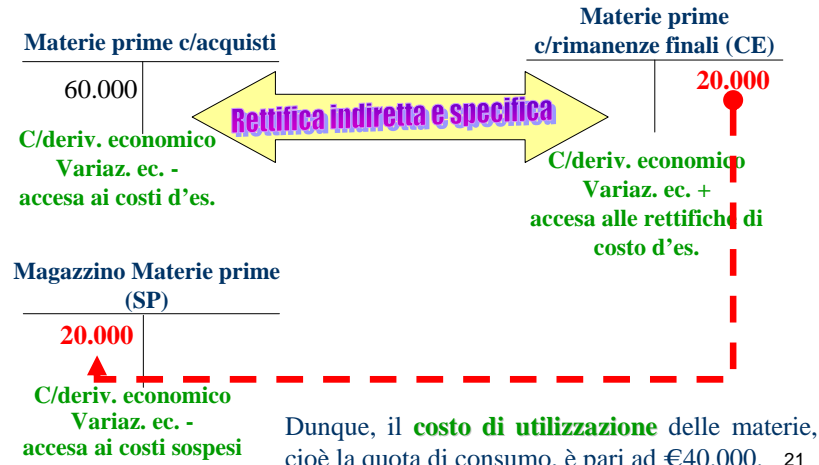 Materie prime c/acquisti
60.000
C/deriv. economico
Variaz. ec. -
accesa ai costi d'es.
Rettifica indiretta e specifica
Materie prime
c/rimanenze finali (CE)
20.000
C/deriv. economico
Variaz. ec. +
accesa alle rettifiche di
costo d'es.
Magazzino Materie prime
(SP)
20.000
C/deriv. economico
Variaz. ec. -
accesa ai costi sospesi
Dunque, il costo di utilizzazione delle materie,
cioè la quota di consumo, è pari ad €40.000.
21